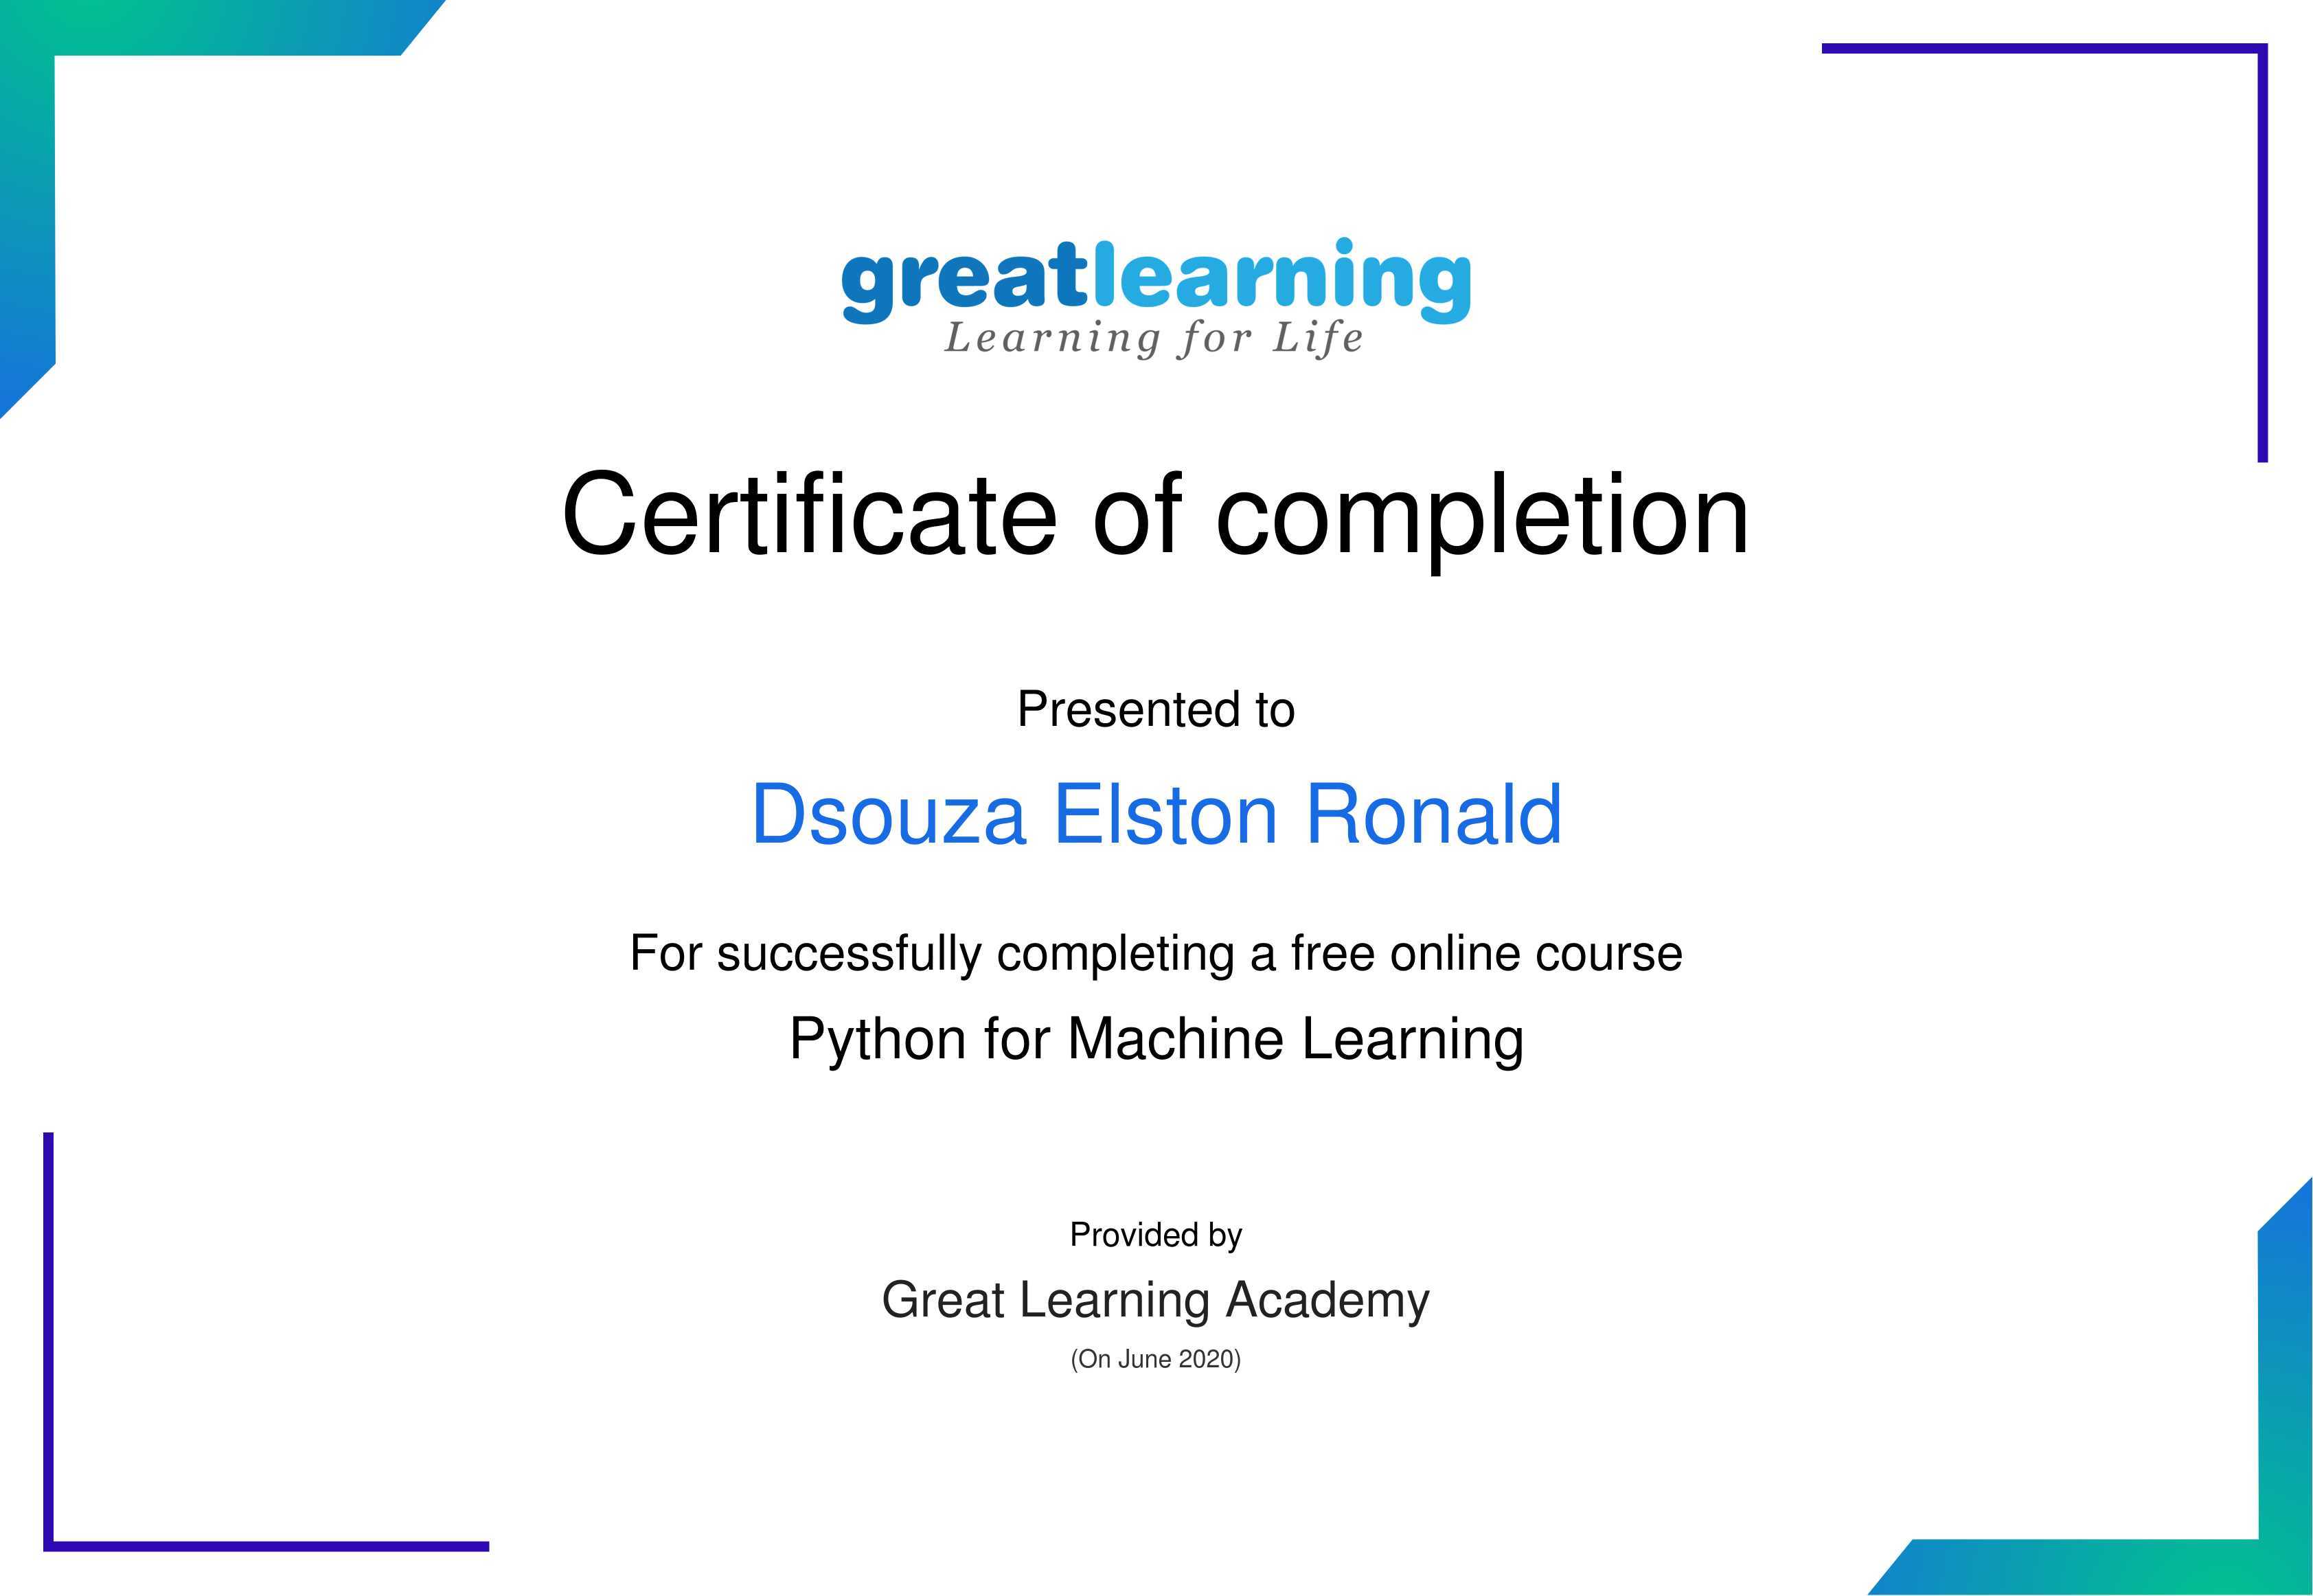 greatlearning
Learning for Life
Certificate of completion
Presented to
Dsouza Elston Ronald
For successfully completing a free online course
Python for Machine Learning
Provided by
Great Learning Academy
(On June 2020)